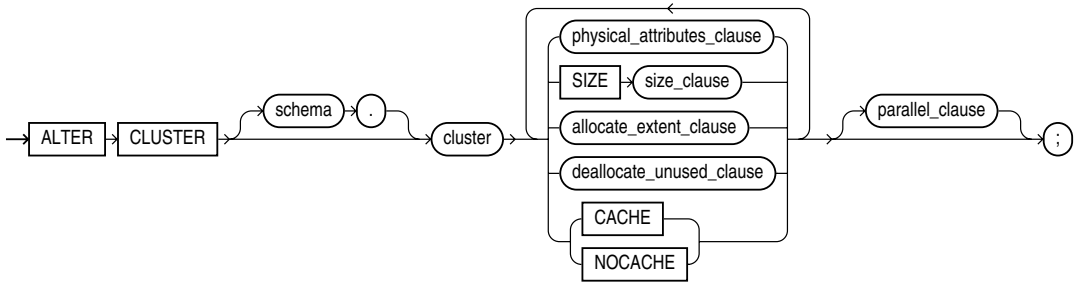 physical_attributes_clause
SIZE size_clause
schema . parallel_clause
ALTER CLUSTER cluster allocate_extent_clause ;
deallocate_unused_clause
CACHE
NOCACHE